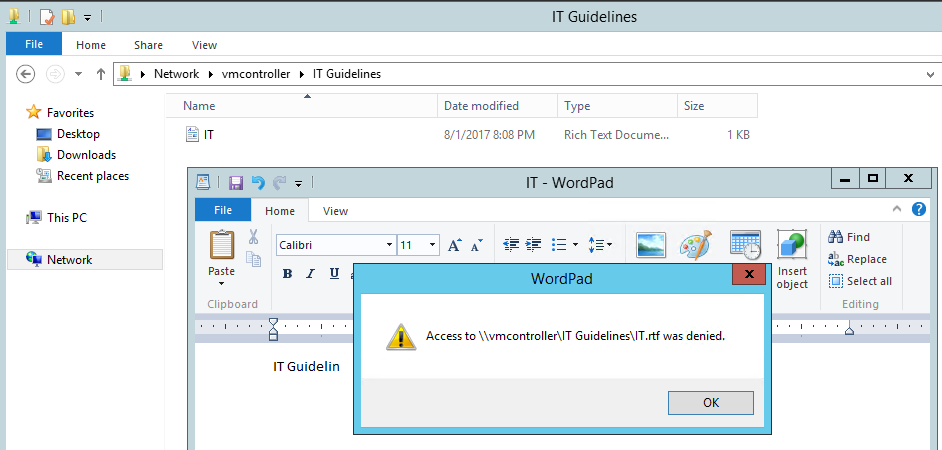 IT Guidelines
File Home Share View
Network vmcontroller IT Guidelines
Favorites
Desktop
Downloads
Recent places
This PC
Network
Name Date modified Type Size
IT 8/1/2017 8:08 PM Rich Text Docume... 1 KB
IT - WordPad
File Home View
Paste
Clipboard
Calibri 11
B I U
Insert
object
Find
Replace
Select all
Editing
IT Guidelin
WordPad
Access to \\vmcontroller\IT Guidelines\IT.rtf was denied.
OK